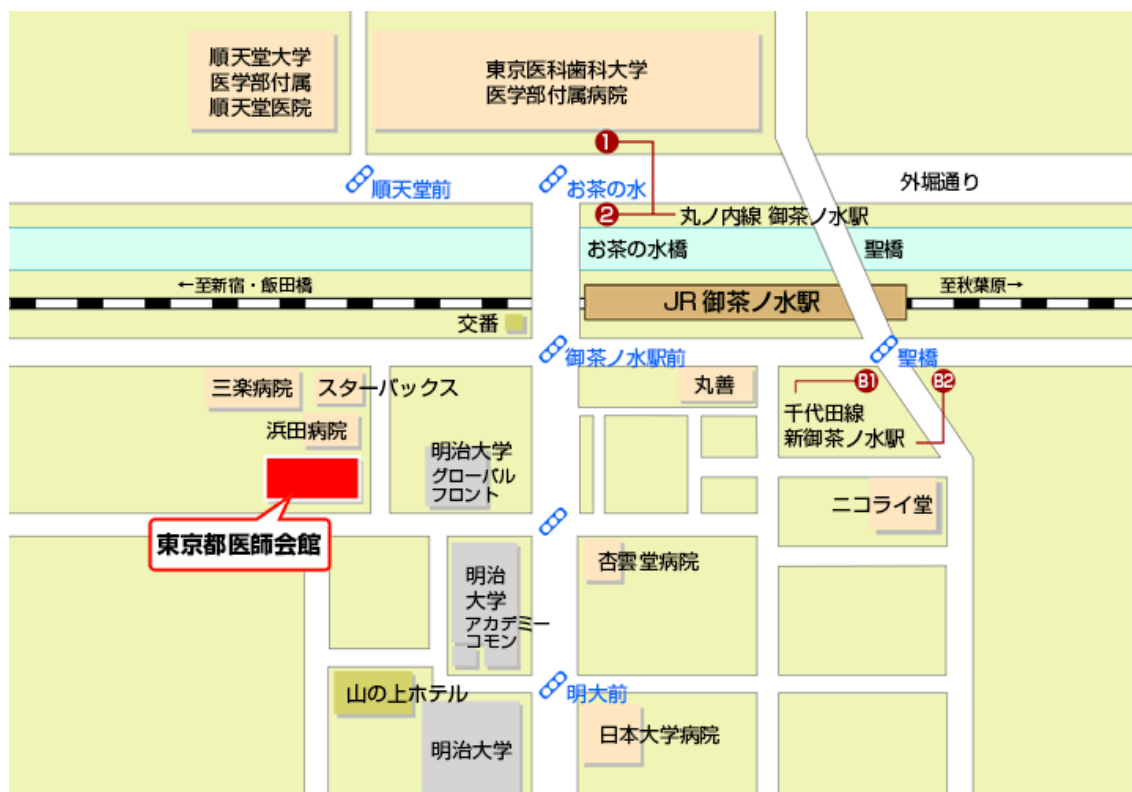 順天堂大学
医学部付属
順天堂医院
東京医科歯科大学
医学部付属病院
1
順天堂前
お茶の水
外堀通り
2
丸ノ内線 御茶ノ水駅
お茶の水橋
聖橋
←至新宿・飯田橋
至秋葉原→
JR 御茶ノ水駅
交番
御茶ノ水駅前
聖橋
三楽病院
スターバックス
丸善
B1
B2
千代田線
新御茶ノ水駅
浜田病院
明治大学
グローバル
フロント
ニコライ堂
東京都医師会館
杏雲堂病院
明治
大学
アカデミー
コモン
山の上ホテル
明大前
明治大学
日本大学病院